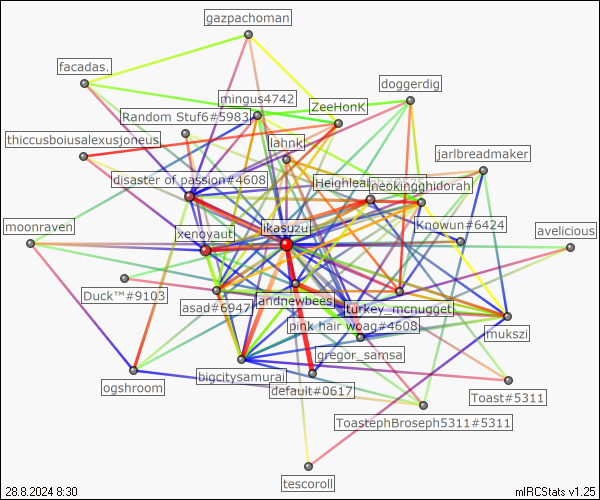 gazpachoman
facadas.
doggerdig
mingus4742
ZeeHonK
Random Stuf6#5983
thiccusboiusalexusjoneus
lahnk
jarlbreadmaker
disaster of passion#4608
neokingghidorah
Knowun#6424
ikasuzu
moonraven
xenoyaut
avelicious
Duck™#9103
asad#6947
landnewbees
turkey_mcnugget
pink hair woag#4608
mukszi
gregor_samsa
ogshroom
bigcitysamurai
default#0617
Toast#5311
ToastephBroseph5311#5311
tescoroll
28.8.2024 8:30
mIRCStats v1.25